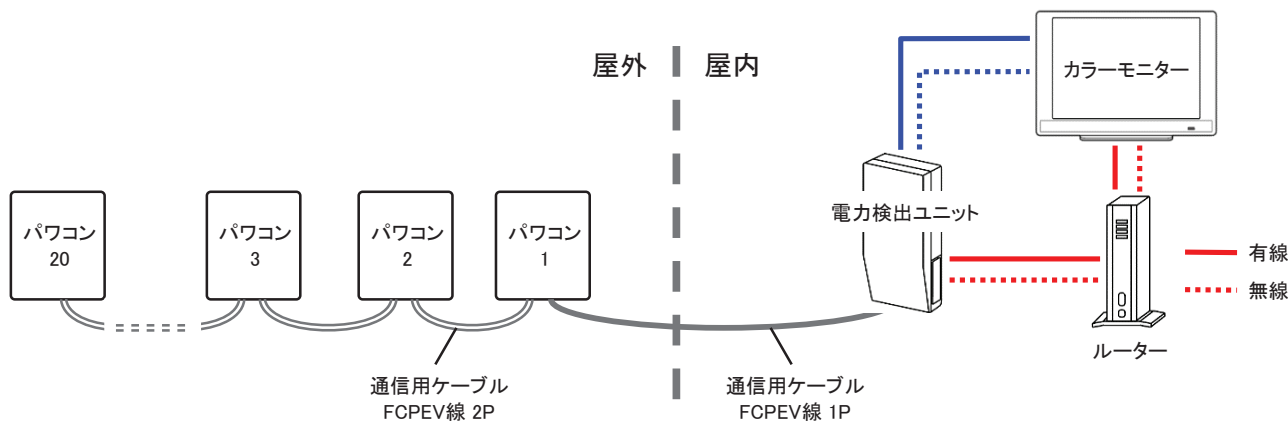 屋外
屋内
カラーモニター
電力検出ユニット
パワコン
20
パワコン
3
パワコン
2
パワコン
1
有線
無線
ルーター
通信用ケーブル
FCPEV線 2P
通信用ケーブル
FCPEV線 1P